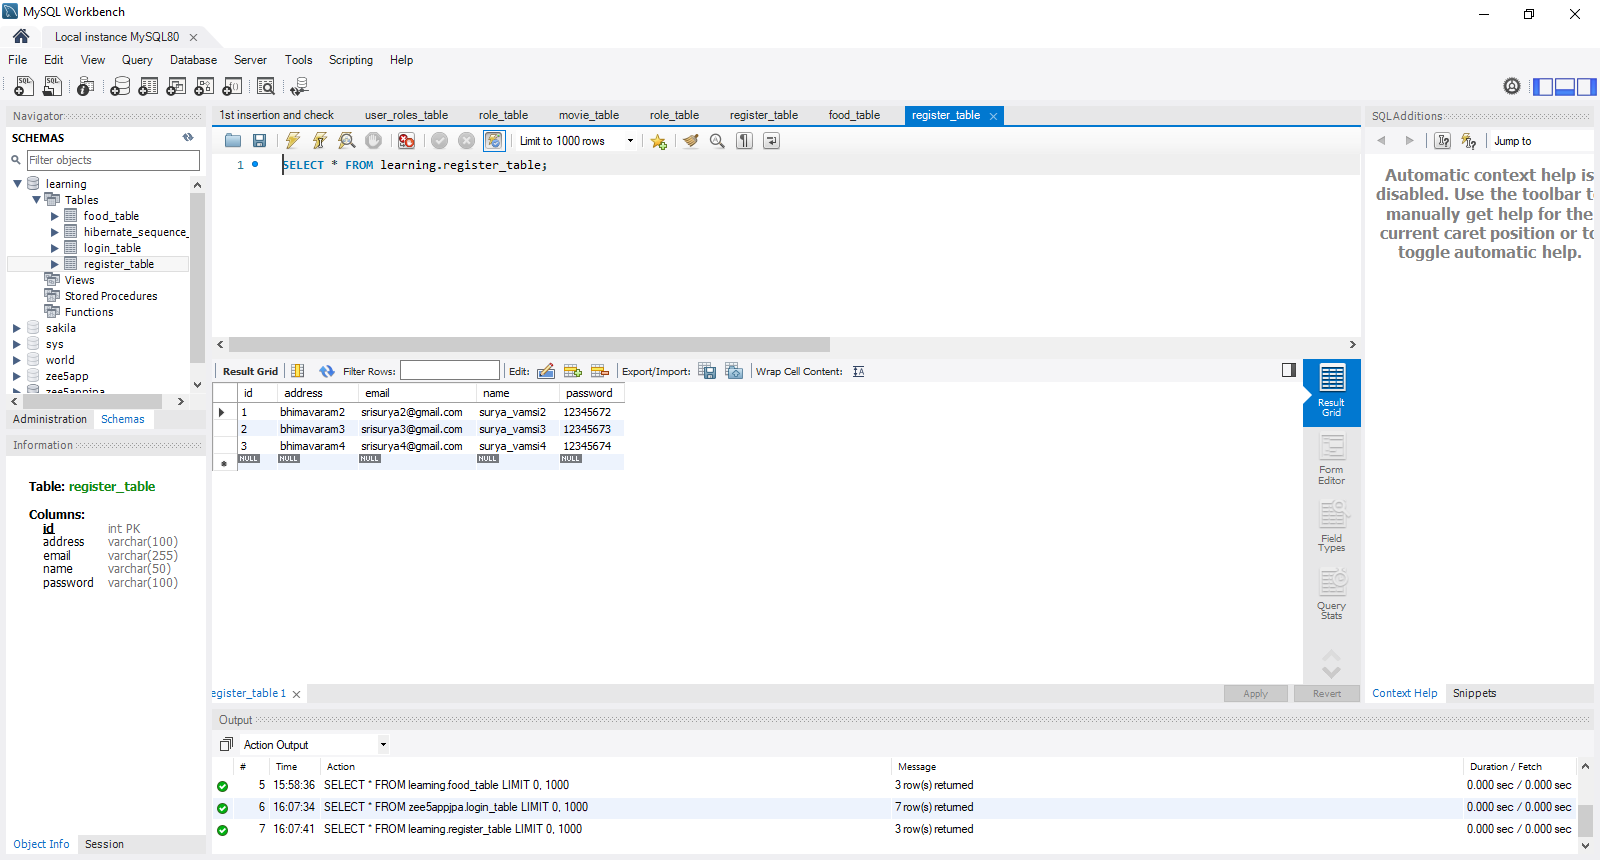 MySQL Workbench
Local instance MySQL80
File Edit View Query Database Server Tools Scripting Help
Navigator
SCHEMAS
Filter objects
learning
Tables
food_table
hibernate_sequence_
login_table
register_table
Views
Stored Procedures
Functions
sakila
sys
world
zee5app
zee5appjpa
Administration Schemas
Information
Table: register_table
Columns:
id int PK
address varchar(100)
email varchar(255)
name varchar(50)
password varchar(100)
Object Info Session
1st insertion and check user_roles_table role_table movie_table role_table register_table food_table register_table
Limit to 1000 rows
1 SELECT * FROM learning.register_table;
Result Grid Filter Rows: Edit: Export/Import: Wrap Cell Content:
id address email name password
1 bhimavaram2 srisurya2@gmail.com surya_vamsi2 12345672
2 bhimavaram3 srisurya3@gmail.com surya_vamsi3 12345673
3 bhimavaram4 srisurya4@gmail.com surya_vamsi4 12345674
NULL NULL NULL NULL NULL
Result Grid
Form Editor
Field Types
Query Stats
egister_table 1
Apply Revert
Output
Action Output
# Time Action Message Duration / Fetch
5 15:58:36 SELECT * FROM learning.food_table LIMIT 0, 1000 3 row(s) returned 0.000 sec / 0.000 sec
6 16:07:34 SELECT * FROM zee5appjpa.login_table LIMIT 0, 1000 7 row(s) returned 0.000 sec / 0.000 sec
7 16:07:41 SELECT * FROM learning.register_table LIMIT 0, 1000 3 row(s) returned 0.000 sec / 0.000 sec
SQLAdditions
Jump to
Automatic context help is
disabled. Use the toolbar t
manually get help for the
current caret position or to
toggle automatic help.
Context Help Snippets